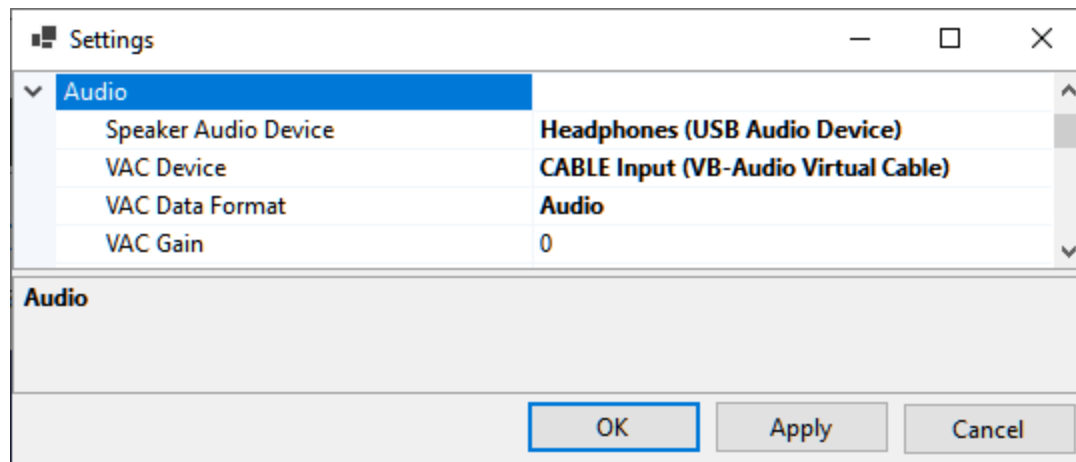 Settings
Audio
Speaker Audio Device Headphones (USB Audio Device)
VAC Device CABLE Input (VB-Audio Virtual Cable)
VAC Data Format Audio
VAC Gain 0
Audio
OK Apply Cancel